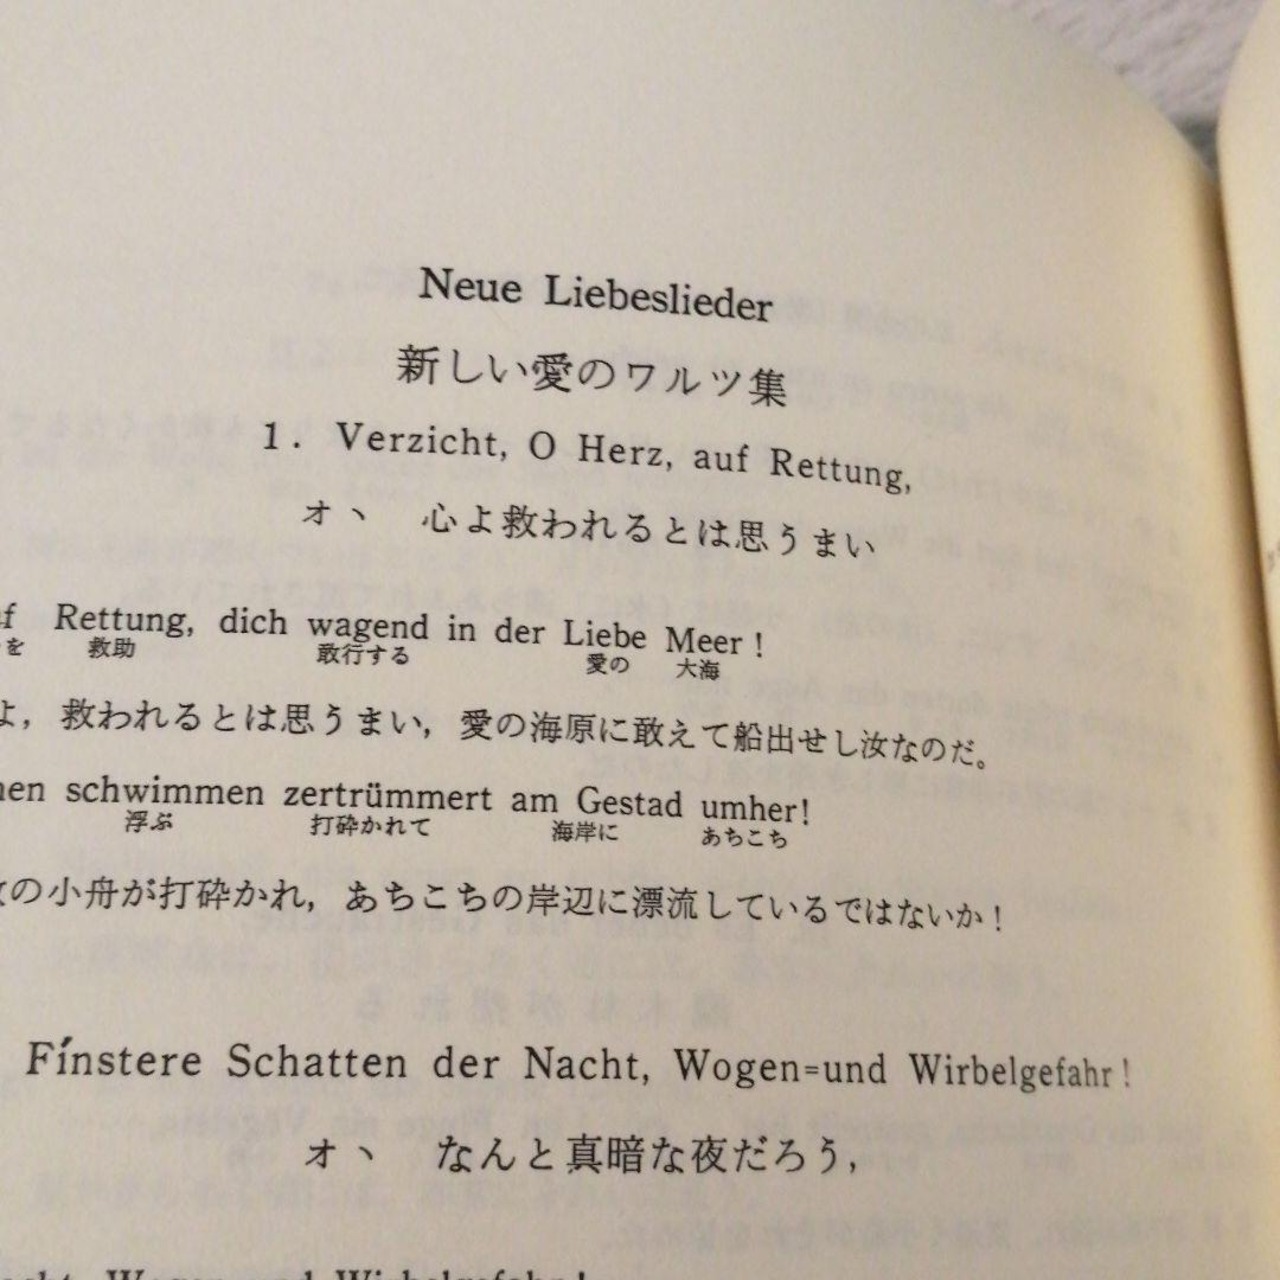 Neue Liebeslieder
新しい愛のワルツ集
1. Verzicht, O Herz, auf Rettung,
オヽ 心よ救われるとは思うまい
Rettung, dich wagend in der Liebe Meer!
を 救助 敢行する 愛の 大海
よ，救われるとは思うまい，愛の海原に敢えて船出せし汝なのだ。
schwimmen zertrümmert am Gestad umher!
浮ぶ 打砕かれて 海岸に あちこち
の小舟が打砕かれ，あちこちの岸辺に漂流しているではないか！
Fínstere Schatten der Nacht, Wogen=und Wirbelgefahr!
オヽ なんと真暗な夜だろう，